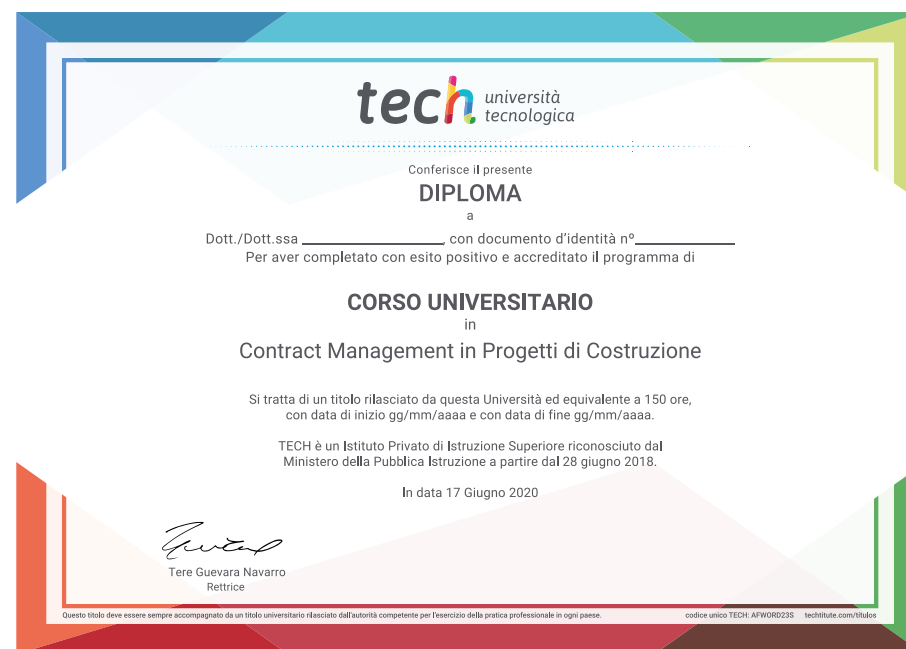 tech università
tecnologica
Conferisce il presente
DIPLOMA
a
Dott./Dott.ssa ________________, con documento d'identità nº____________
Per aver completato con esito positivo e accreditato il programma di
CORSO UNIVERSITARIO
in
Contract Management in Progetti di Costruzione
Si tratta di un titolo rilasciato da questa Università ed equivalente a 150 ore,
con data di inizio gg/mm/aaaa e con data di fine gg/mm/aaaa.
TECH è un Istituto Privato di Istruzione Superiore riconosciuto dal
Ministero della Pubblica Istruzione a partire dal 28 giugno 2018.
In data 17 Giugno 2020
Tere Guevara Navarro
Rettrice
Questo titolo deve essere sempre accompagnato da un titolo universitario rilasciato dall'autorità competente per l'esercizio della pratica professionale in ogni paese. codice unico TECH: AFWORD23S techtitute.com/titulos